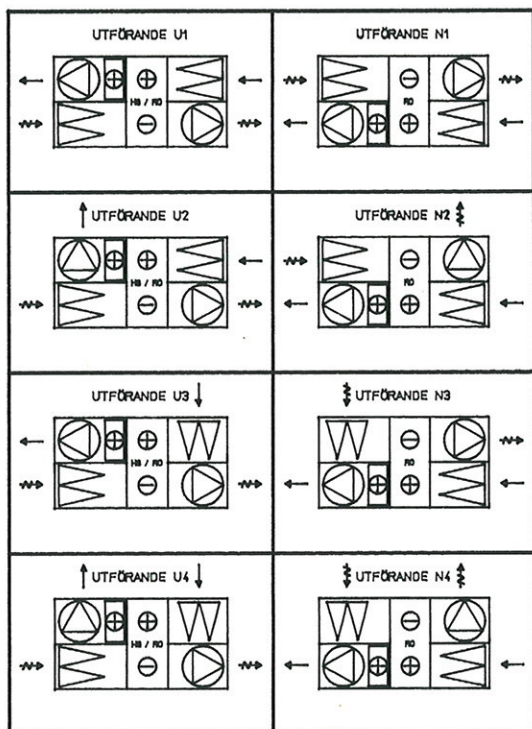 UTFÖRANDE U1
HB / RO
UTFÖRANDE N1
RO
UTFÖRANDE U2
HB / RO
UTFÖRANDE N2
RO
UTFÖRANDE U3
HB / RO
UTFÖRANDE N3
RO
UTFÖRANDE U4
HB / RO
UTFÖRANDE N4
RO